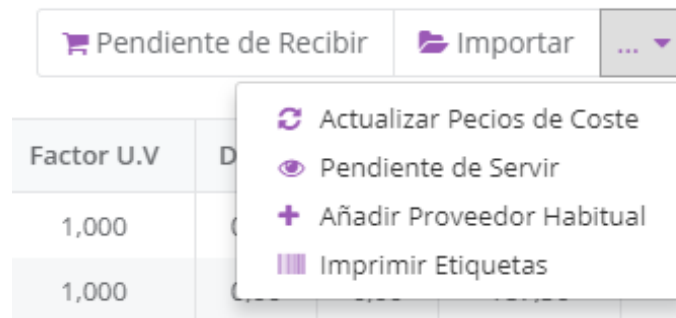 Pendiente de Recibir Importar ...
Actualizar Pecios de Coste
Factor U.V D
Pendiente de Servir
1,000
Añadir Proveedor Habitual
Imprimir Etiquetas
1,000